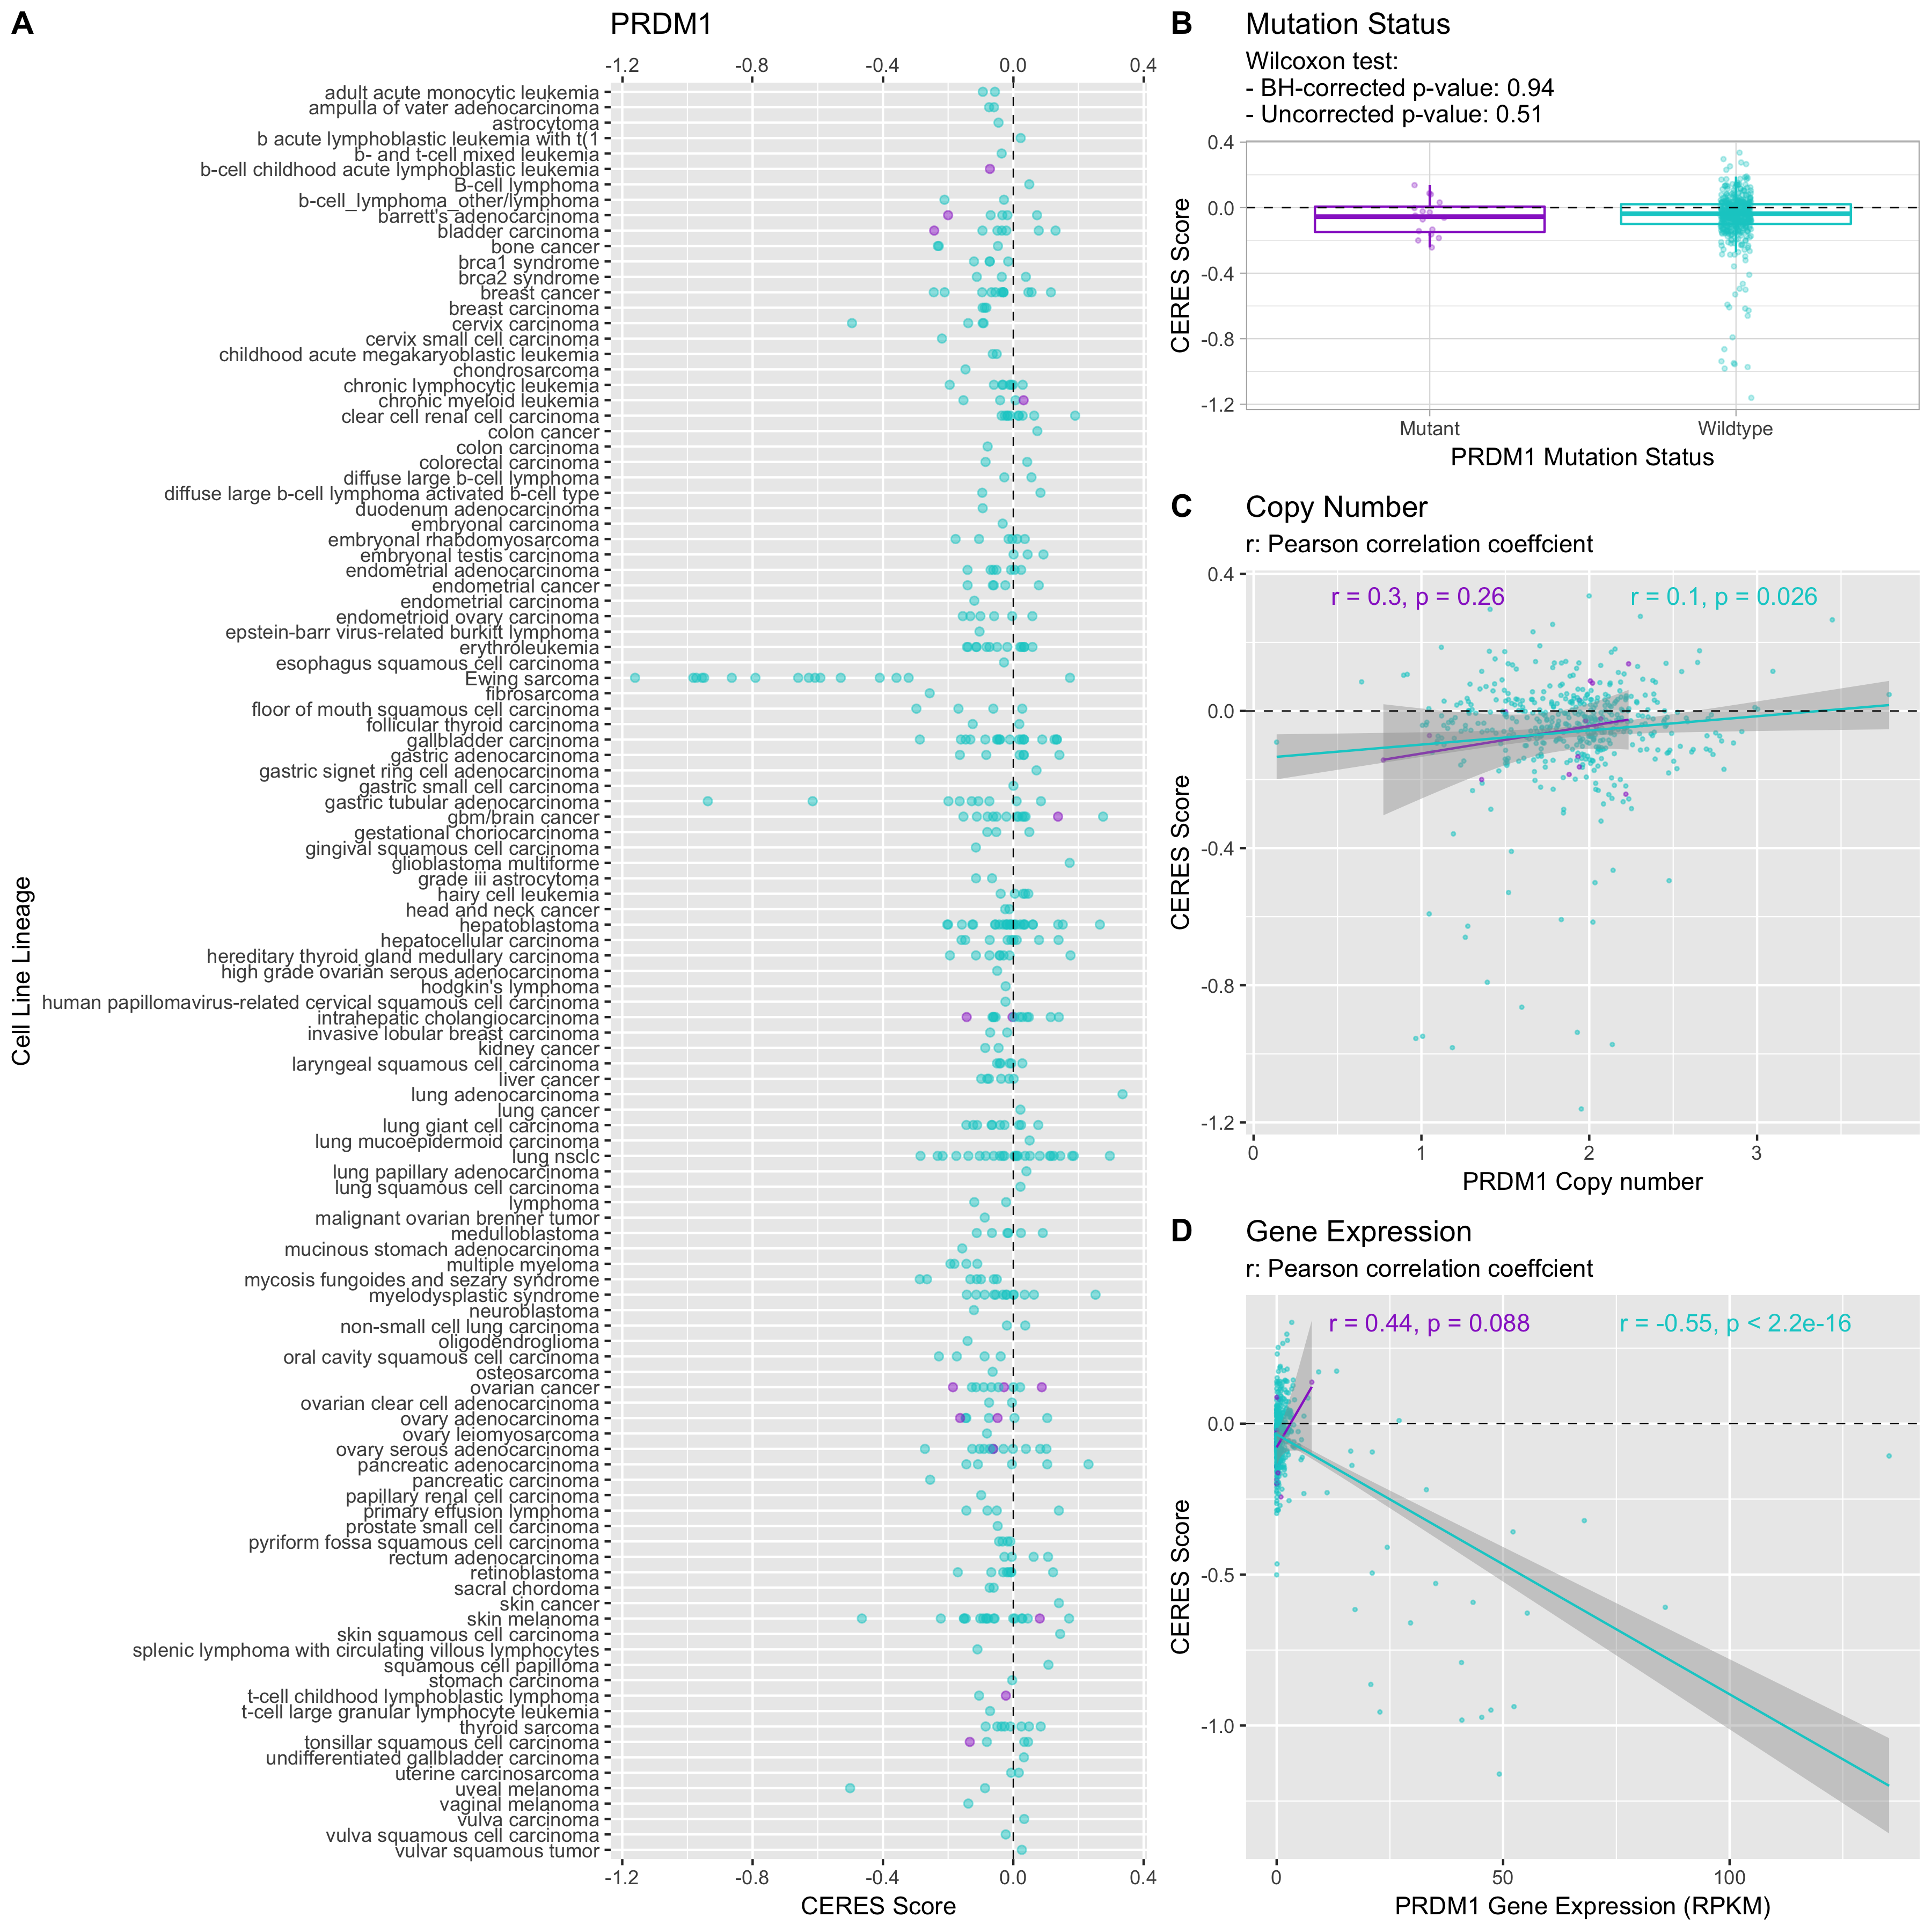 A
PRDM1
-1.2 -0.8 -0.4 0.0 0.4
Cell Line Lineage
adult acute monocytic leukemia
ampulla of vater adenocarcinoma
astrocytoma
b acute lymphoblastic leukemia with t(1
b- and t-cell mixed leukemia
b-cell childhood acute lymphoblastic leukemia
B-cell lymphoma
b-cell_lymphoma_other/lymphoma
barrett's adenocarcinoma
bladder carcinoma
bone cancer
brca1 syndrome
brca2 syndrome
breast cancer
breast carcinoma
cervix carcinoma
cervix small cell carcinoma
childhood acute megakaryoblastic leukemia
chondrosarcoma
chronic lymphocytic leukemia
chronic myeloid leukemia
clear cell renal cell carcinoma
colon cancer
colon carcinoma
colorectal carcinoma
diffuse large b-cell lymphoma
diffuse large b-cell lymphoma activated b-cell type
duodenum adenocarcinoma
embryonal carcinoma
embryonal rhabdomyosarcoma
embryonal testis carcinoma
endometrial adenocarcinoma
endometrial cancer
endometrial carcinoma
endometrioid ovary carcinoma
epstein-barr virus-related burkitt lymphoma
erythroleukemia
esophagus squamous cell carcinoma
Ewing sarcoma
fibrosarcoma
floor of mouth squamous cell carcinoma
follicular thyroid carcinoma
gallbladder carcinoma
gastric adenocarcinoma
gastric signet ring cell adenocarcinoma
gastric small cell carcinoma
gastric tubular adenocarcinoma
gbm/brain cancer
gestational choriocarcinoma
gingival squamous cell carcinoma
glioblastoma multiforme
grade iii astrocytoma
hairy cell leukemia
head and neck cancer
hepatoblastoma
hepatocellular carcinoma
hereditary thyroid gland medullary carcinoma
high grade ovarian serous adenocarcinoma
hodgkin's lymphoma
human papillomavirus-related cervical squamous cell carcinoma
intrahepatic cholangiocarcinoma
invasive lobular breast carcinoma
kidney cancer
laryngeal squamous cell carcinoma
liver cancer
lung adenocarcinoma
lung cancer
lung giant cell carcinoma
lung mucoepidermoid carcinoma
lung nsclc
lung papillary adenocarcinoma
lung squamous cell carcinoma
lymphoma
malignant ovarian brenner tumor
medulloblastoma
mucinous stomach adenocarcinoma
multiple myeloma
mycosis fungoides and sezary syndrome
myelodysplastic syndrome
neuroblastoma
non-small cell lung carcinoma
oligodendroglioma
oral cavity squamous cell carcinoma
osteosarcoma
ovarian cancer
ovarian clear cell adenocarcinoma
ovary adenocarcinoma
ovary leiomyosarcoma
ovary serous adenocarcinoma
pancreatic adenocarcinoma
pancreatic carcinoma
papillary renal cell carcinoma
primary effusion lymphoma
prostate small cell carcinoma
pyriform fossa squamous cell carcinoma
rectum adenocarcinoma
retinoblastoma
sacral chordoma
skin cancer
skin melanoma
skin squamous cell carcinoma
splenic lymphoma with circulating villous lymphocytes
squamous cell papilloma
stomach carcinoma
t-cell childhood lymphoblastic lymphoma
t-cell large granular lymphocyte leukemia
thyroid sarcoma
tonsillar squamous cell carcinoma
undifferentiated gallbladder carcinoma
uterine carcinosarcoma
uveal melanoma
vaginal melanoma
vulva carcinoma
vulva squamous cell carcinoma
vulvar squamous tumor
-1.2 -0.8 -0.4 0.0 0.4
CERES Score
B
Mutation Status
Wilcoxon test:
- BH-corrected p-value: 0.94
- Uncorrected p-value: 0.51
CERES Score
0.4
0.0
-0.4
-0.8
-1.2
Mutant Wildtype
PRDM1 Mutation Status
C
Copy Number
r: Pearson correlation coeffcient
r = 0.3, p = 0.26 r = 0.1, p = 0.026
CERES Score
0.4
0.0
-0.4
-0.8
-1.2
0 1 2 3
PRDM1 Copy number
D
Gene Expression
r: Pearson correlation coeffcient
r = 0.44, p = 0.088 r = -0.55, p < 2.2e-16
CERES Score
0.0
-0.5
-1.0
0 50 100
PRDM1 Gene Expression (RPKM)